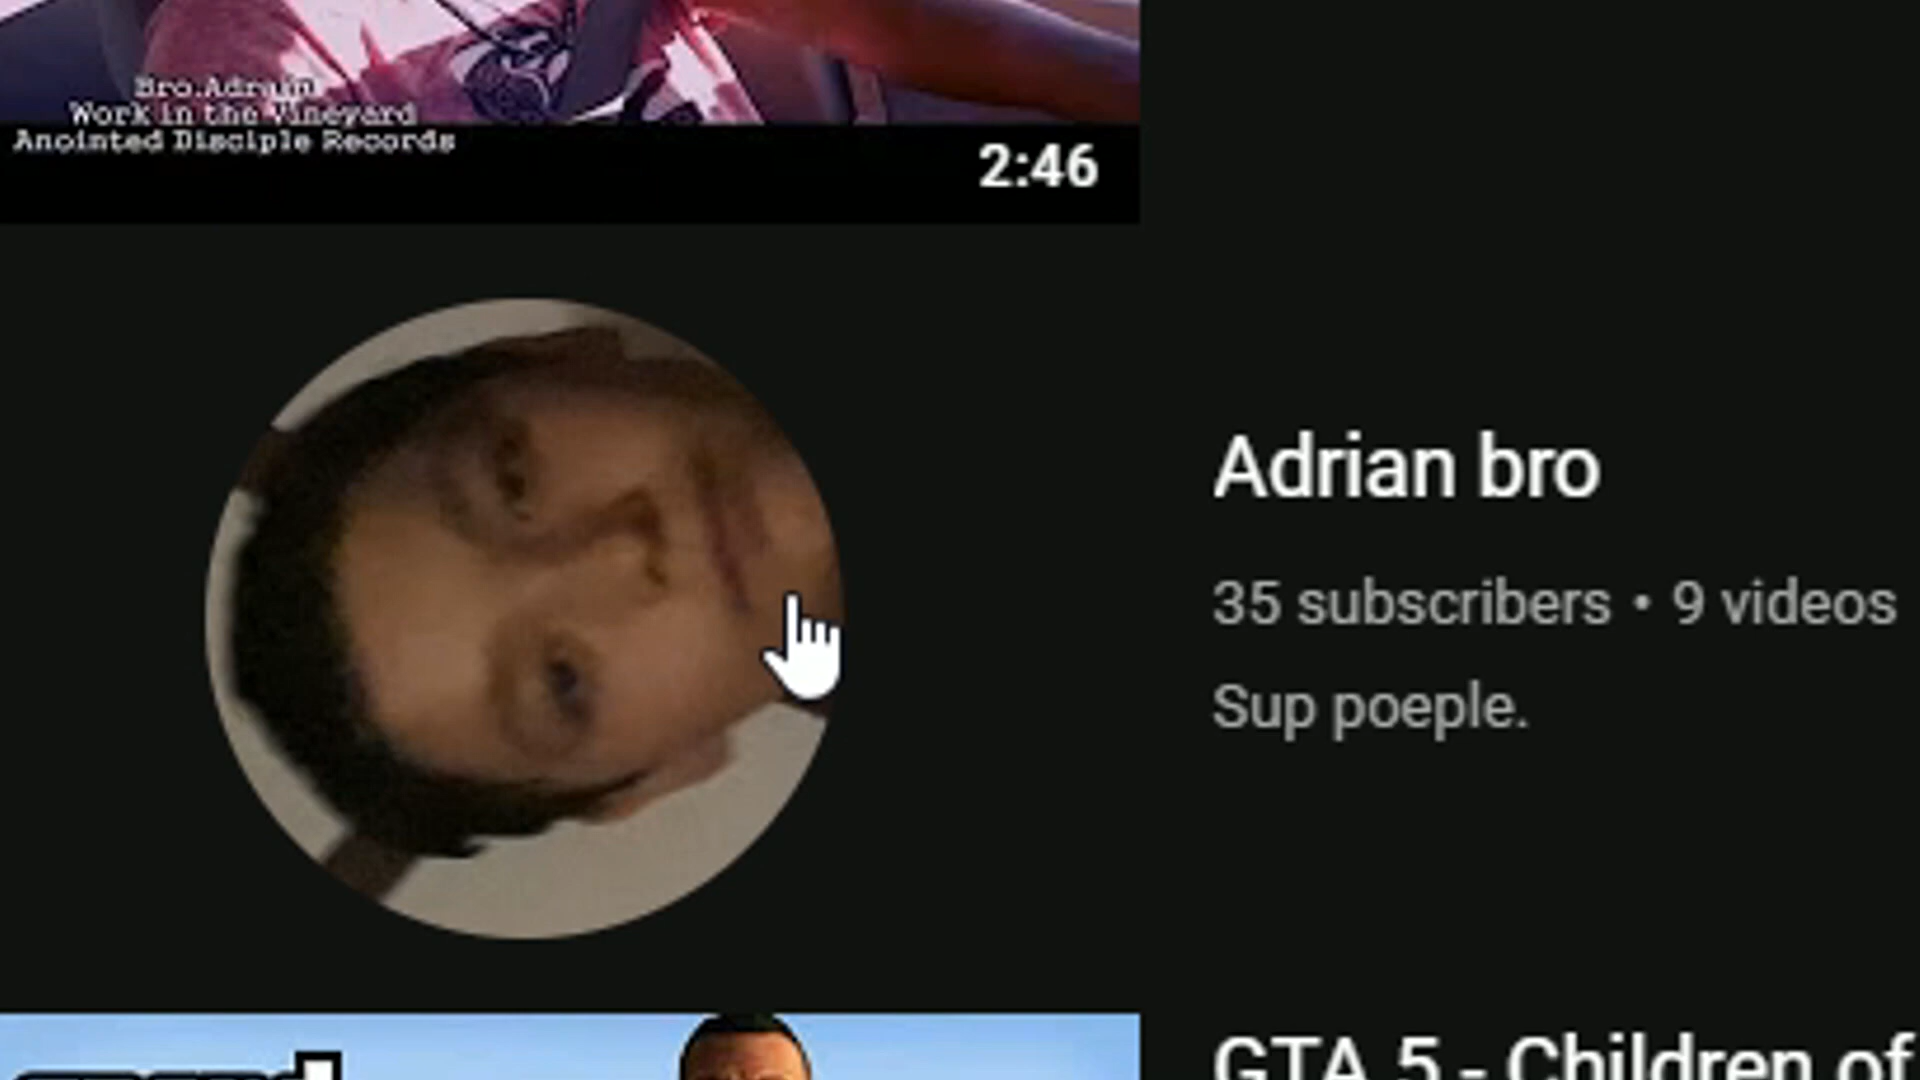 Bro.Adrain
Work in the Vineyard
Anointed Disciple Records
2:46
Adrian bro
35 subscribers • 9 videos
Sup poeple.
GTA 5 - Children of